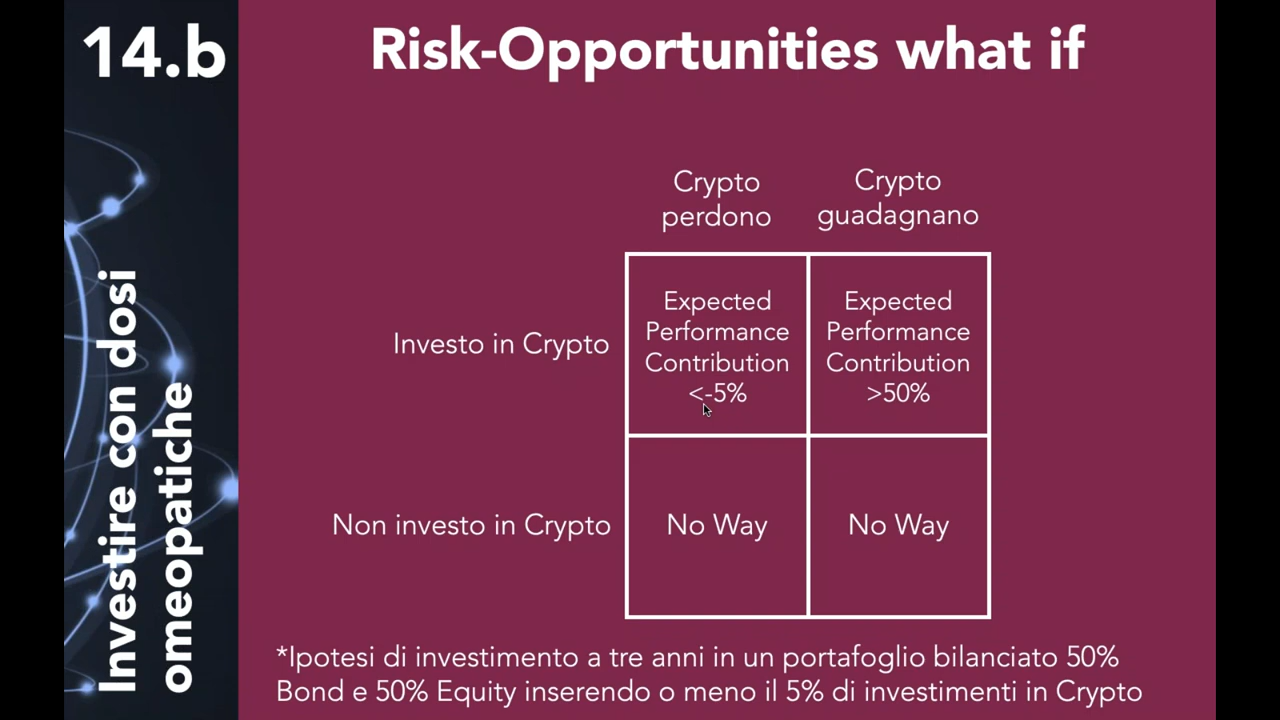 14.b
Risk-Opportunities what if
Investire con dosi
omeopatiche
Crypto
perdono
Crypto
guadagnano
Investo in Crypto
Expected
Performance
Contribution
<-5%
Expected
Performance
Contribution
>50%
Non investo in Crypto
No Way
No Way
*Ipotesi di investimento a tre anni in un portafoglio bilanciato 50%
Bond e 50% Equity inserendo o meno il 5% di investimenti in Crypto